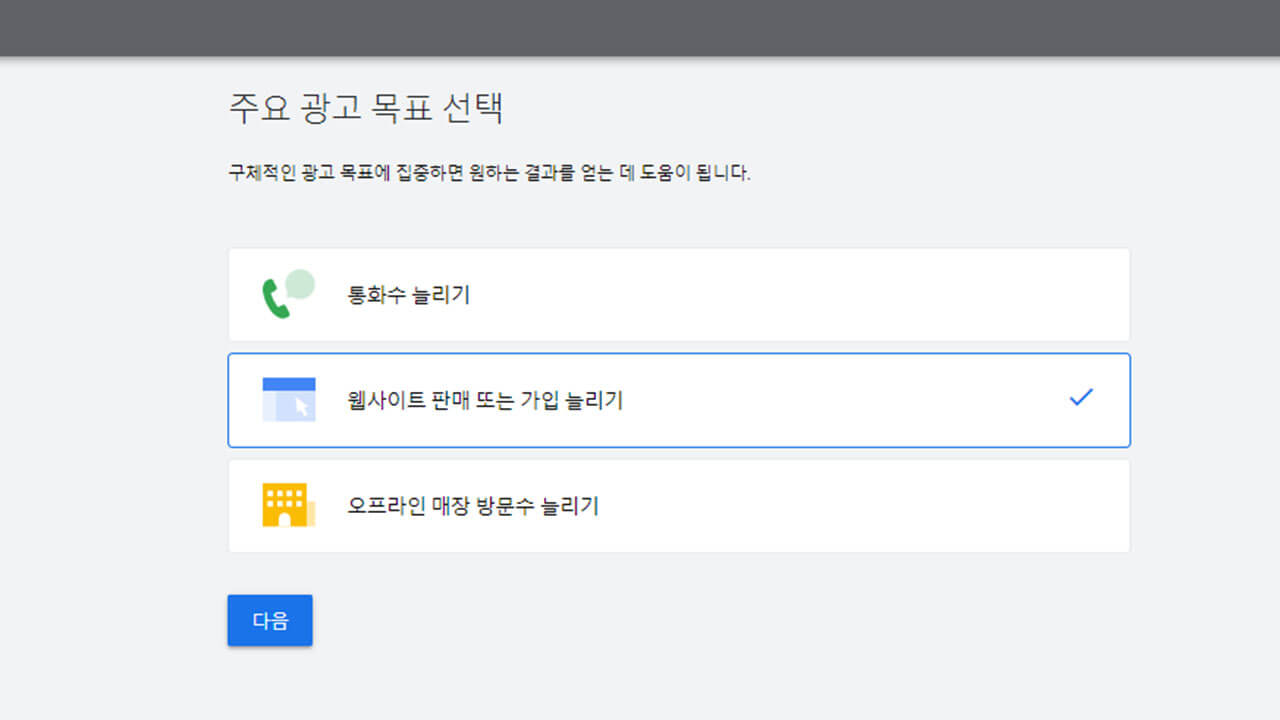 주요 광고 목표 선택
구체적인 광고 목표에 집중하면 원하는 결과를 얻는 데 도움이 됩니다.
통화수 늘리기
웹사이트 판매 또는 가입 늘리기
오프라인 매장 방문수 늘리기
다음